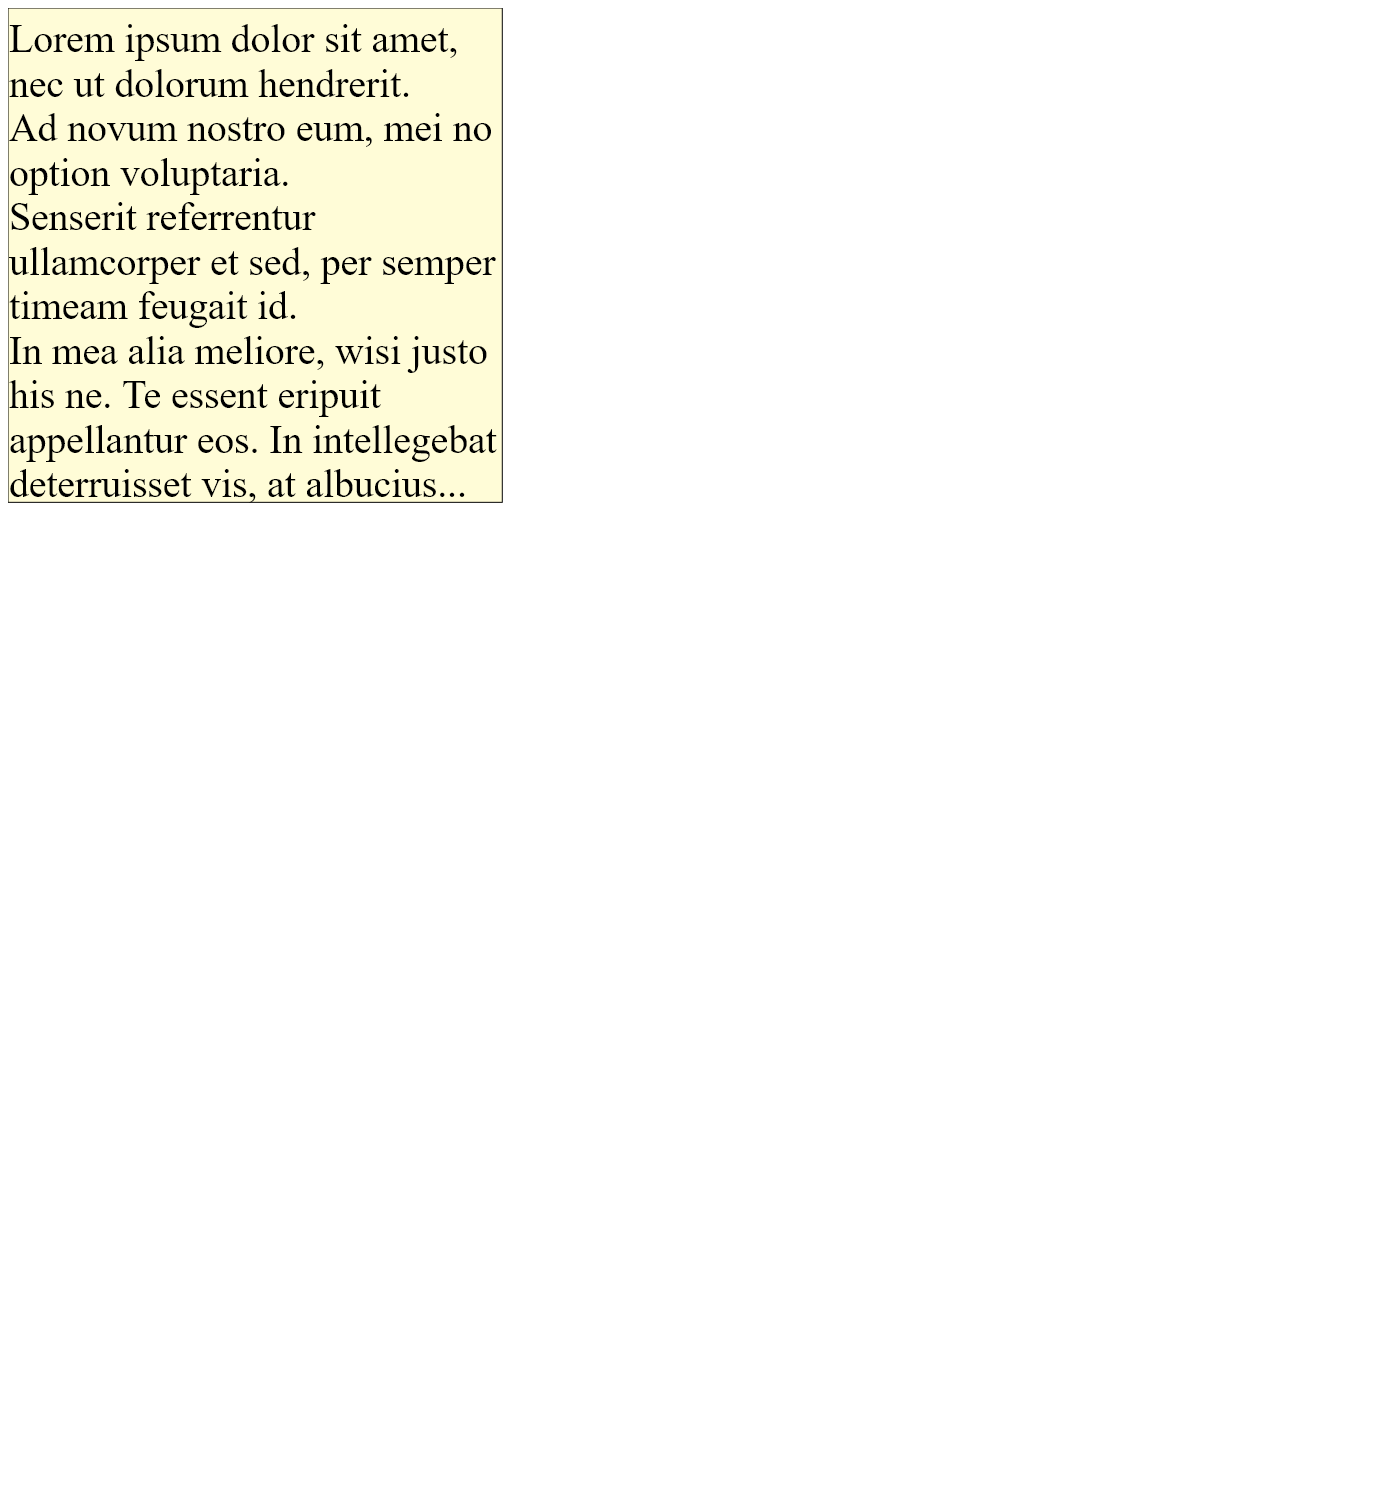 Lorem ipsum dolor sit amet,
nec ut dolorum hendrerit.
Ad novum nostro eum, mei no
option voluptaria.
Senserit referrentur
ullamcorper et sed, per semper
timeam feugait id.
In mea alia meliore, wisi justo
his ne. Te essent eripuit
appellantur eos. In intellegebat
deterruisset vis, at albucius...